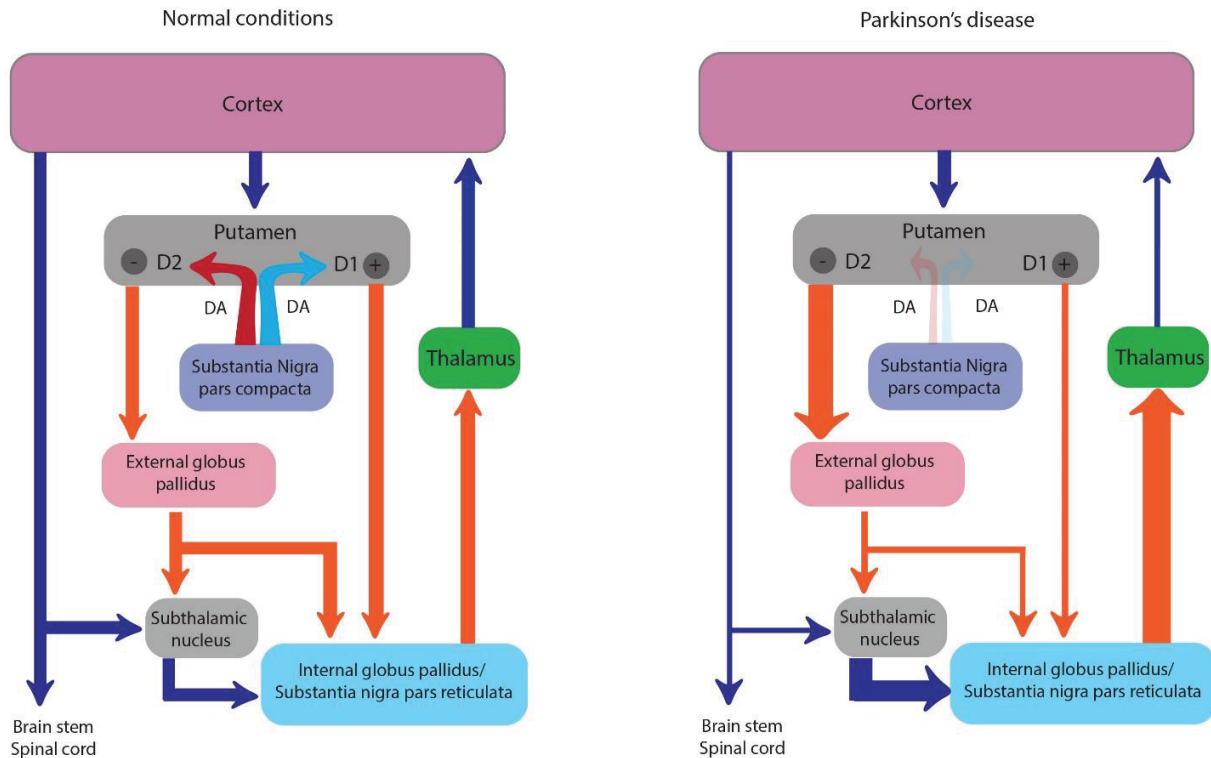 Normal conditions
Cortex
Putamen
-
D2
D1
+
DA
DA
Substantia Nigra
pars compacta
Thalamus
External globus
pallidus
Subthalamic
nucleus
Internal globus pallidus/
Substantia nigra pars reticulata
Brain stem
Spinal cord
Parkinson's disease
Cortex
Putamen
-
D2
D1
+
DA
DA
Substantia Nigra
pars compacta
Thalamus
External globus
pallidus
Subthalamic
nucleus
Internal globus pallidus/
Substantia nigra pars reticulata
Brain stem
Spinal cord